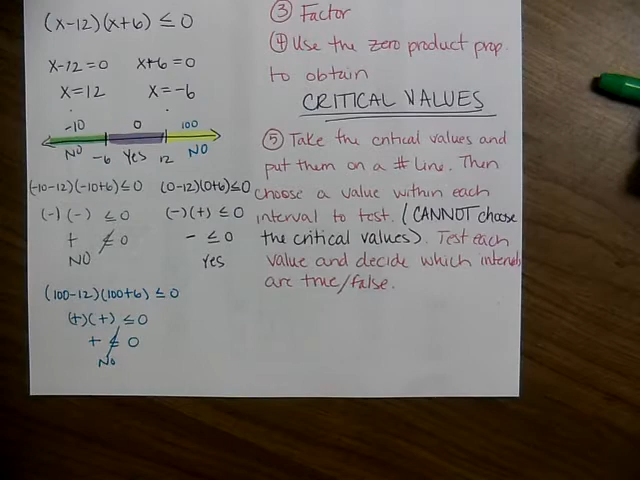 (x-12)(x+6) ≤ 0
x-12=0 x+6=0
x=12 x=-6
-10 0 100
NO -6 Yes 12 NO
(-10-12)(-10+6) ≤ 0 (0-12)(0+6) ≤ 0
(-)(-) ≤ 0 (-)(+) ≤ 0
+ ≰ 0 - ≤ 0
NO Yes
(100-12)(100+6) ≤ 0
(+)(+) ≤ 0
+ ≰ 0
No
③ Factor
④ Use the zero product prop.
to obtain
CRITICAL VALUES
⑤ Take the critical values and
put them on a # line. Then
choose a value within each
interval to test. (CANNOT choose
the critical values). Test each
value and decide which intervals
are true/false.